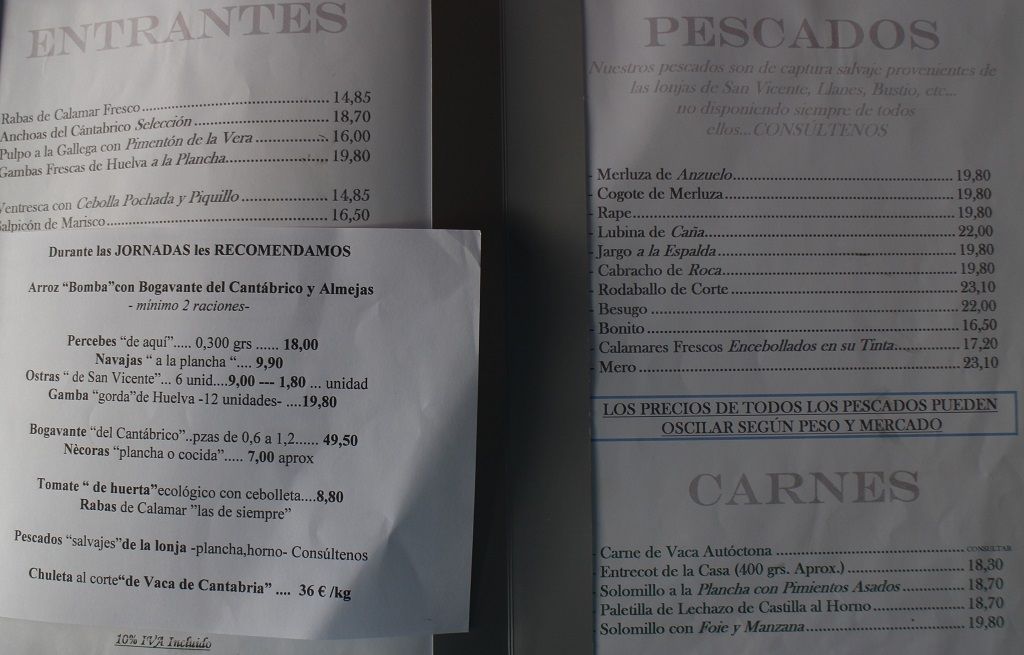 ENTRANTES
Rabas de Calamar Fresco.......................................... 14,85
Anchoas del Cántabrico Selección.............................. 18,70
Pulpo a la Gallega con Pimentón de la Vera................ 16,00
Gambas Frescas de Huelva a la Plancha....................... 19,80
Ventresca con Cebolla Pochada y Piquillo.................... 14,85
Salpicón de Marisco.................................................. 16,50
Durante las JORNADAS les RECOMENDAMOS
Arroz “Bomba”con Bogavante del Cantábrico y Almejas
- mínimo 2 raciones-
Percebes “de aquí”..... 0,300 grs ...... 18,00
Navajas “ a la plancha “.... 9,90
Ostras “ de San Vicente”... 6 unid....9,00 --- 1,80 ... unidad
Gamba “gorda”de Huelva -12 unidades- ....19,80
Bogavante “del Cantábrico”..pzas de 0,6 a 1,2...... 49,50
Nècoras “plancha o cocida”..... 7,00 aprox
Tomate “ de huerta”ecológico con cebolleta....8,80
Rabas de Calamar ”las de siempre”
Pescados “salvajes”de la lonja -plancha,horno- Consúltenos
Chuleta al corte“de Vaca de Cantabria” .... 36 € /kg
10% IVA Incluido
PESCADOS
Nuestros pescados son de captura salvaje provenientes de
las lonjas de San Vicente, Llanes, Bustio, etc...
no disponiendo siempre de todos
ellos...CONSÚLTENOS
- Merluza de Anzuelo.................................................. 19,80
- Cogote de Merluza.................................................... 19,80
- Rape........................................................................ 19,80
- Lubina de Caña........................................................ 22,00
- Jargo a la Espalda..................................................... 19,80
- Cabracho de Roca..................................................... 19,80
- Rodaballo de Corte................................................... 23,10
- Besugo..................................................................... 22,00
- Bonito...................................................................... 16,50
- Calamares Frescos Encebollados en su Tinta............. 17,20
- Mero........................................................................ 23,10
LOS PRECIOS DE TODOS LOS PESCADOS PUEDEN
OSCILAR SEGÚN PESO Y MERCADO
CARNES
- Carne de Vaca Autóctona .......................................... CONSULTAR
- Entrecot de la Casa (400 grs. Aprox.)......................... 18,30
- Solomillo a la Plancha con Pimientos Asados............. 18,70
- Paletilla de Lechazo de Castilla al Horno.................... 18,70
- Solomillo con Foie y Manzana................................... 19,80